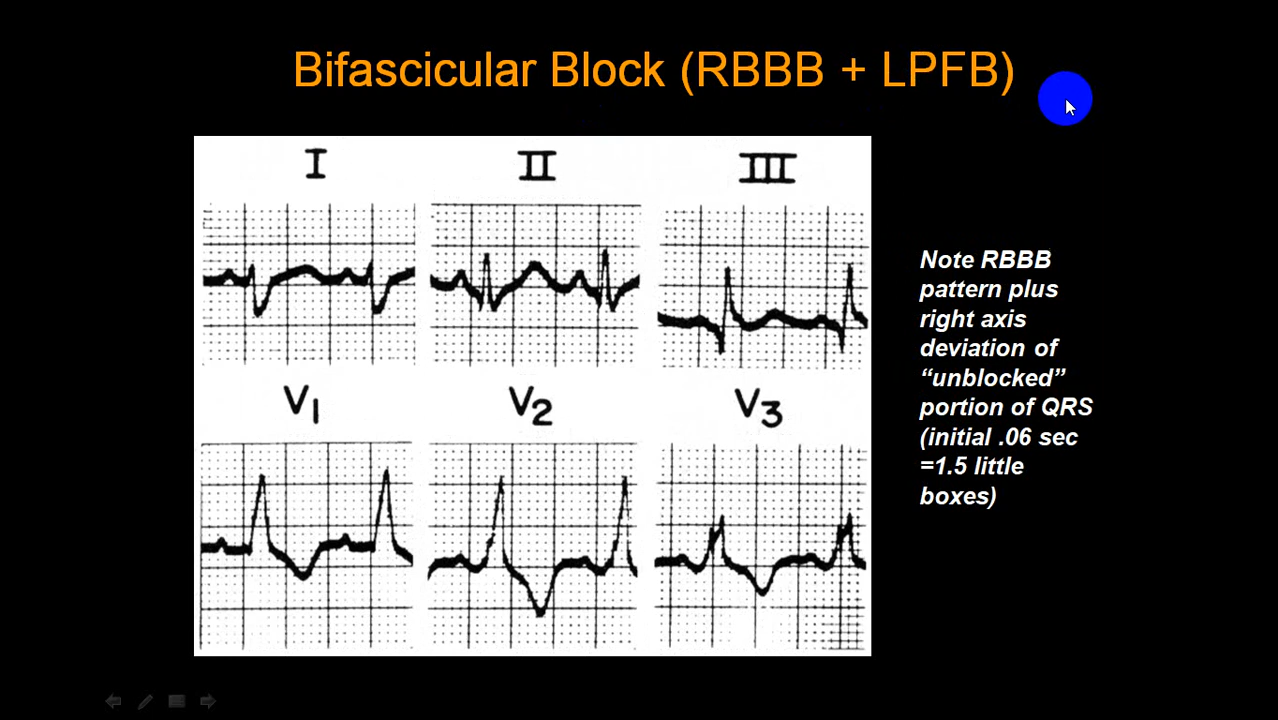 Bifascicular Block (RBBB + LPFB)
I II III
V1 V2 V3
Note RBBB
pattern plus
right axis
deviation of
“unblocked”
portion of QRS
(initial .06 sec
=1.5 little
boxes)